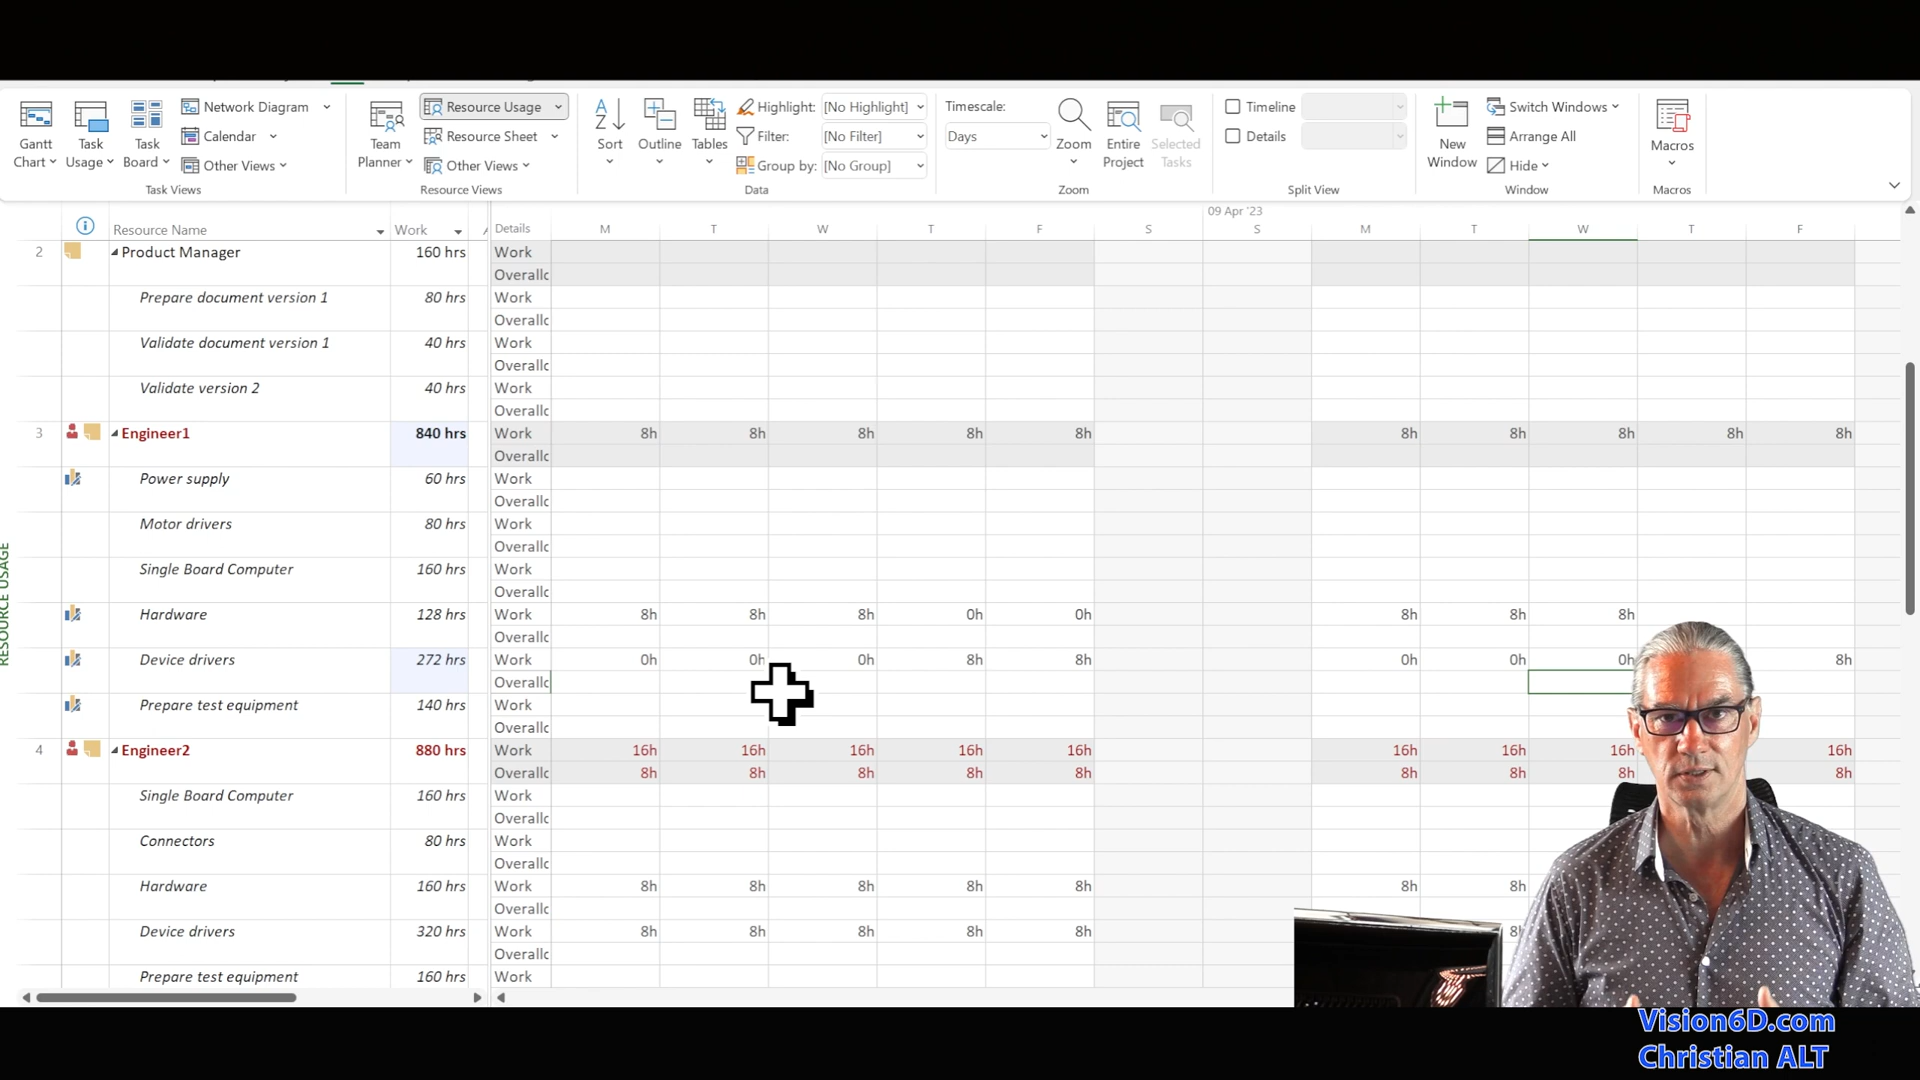 Network Diagram
Resource Usage
Highlight: [No Highlight]
Timescale:
Timeline
Switch Windows
Calendar
Resource Sheet
Filter: [No Filter]
Days
Details
Arrange All
Other Views
Other Views
Group by: [No Group]
Hide
Gantt Chart
Task Usage
Task Board
Team Planner
Sort
Outline
Tables
Zoom
Entire Project
Selected Tasks
New Window
Macros
Task Views
Resource Views
Data
Zoom
Split View
Window
Macros
09 Apr '23
Resource Name Work Details M T W T F S S M T W T F
2 Product Manager 160 hrs Work
Overallc
Prepare document version 1 80 hrs Work
Overallc
Validate document version 1 40 hrs Work
Overallc
Validate version 2 40 hrs Work
Overallc
3 Engineer1 840 hrs Work 8h 8h 8h 8h 8h 8h 8h 8h 8h 8h
Overallc
Power supply 60 hrs Work
Overallc
Motor drivers 80 hrs Work
Overallc
Single Board Computer 160 hrs Work
Overallc
Hardware 128 hrs Work 8h 8h 8h 0h 0h 8h 8h 8h
Overallc
Device drivers 272 hrs Work 0h 0h 0h 8h 8h 0h 0h 0h 8h
Overallc
Prepare test equipment 140 hrs Work
Overallc
4 Engineer2 880 hrs Work 16h 16h 16h 16h 16h 16h 16h 16h 16h
Overallc 8h 8h 8h 8h 8h 8h 8h 8h 8h
Single Board Computer 160 hrs Work
Overallc
Connectors 80 hrs Work
Overallc
Hardware 160 hrs Work 8h 8h 8h 8h 8h 8h 8h
Overallc
Device drivers 320 hrs Work 8h 8h 8h 8h 8h
Overallc
Prepare test equipment 160 hrs Work
RESOURCE USAGE
Vision6D.com
Christian ALT